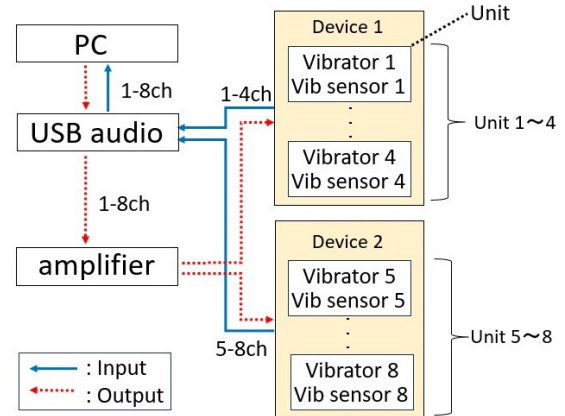 PC
1-8ch
USB audio
1-8ch
amplifier
: Input
: Output
1-4ch
5-8ch
Device 1
Vibrator 1
Vib sensor 1
Vibrator 4
Vib sensor 4
Unit
Unit 1～4
Device 2
Vibrator 5
Vib sensor 5
Vibrator 8
Vib sensor 8
Unit 5～8